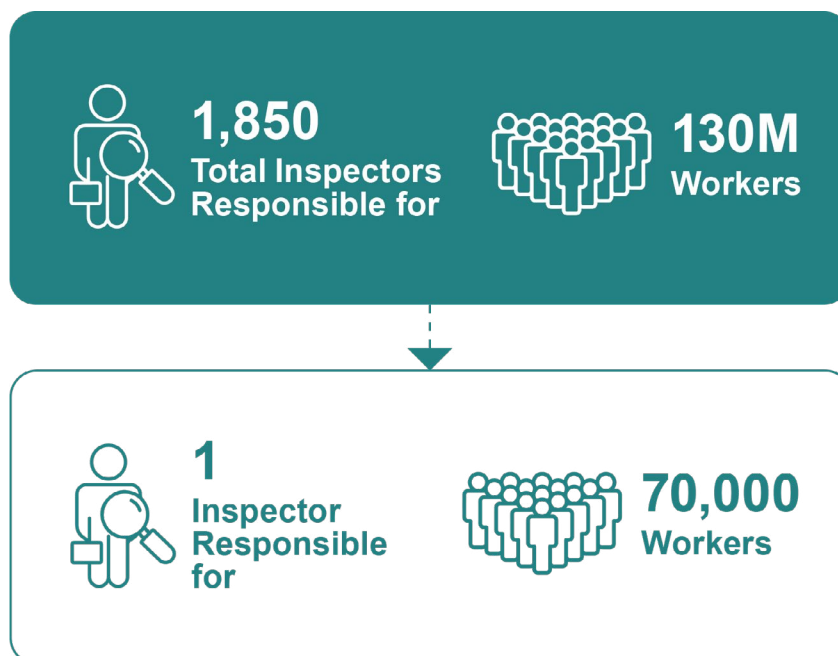 1,850
Total Inspectors
Responsible for
130M
Workers
1
Inspector
Responsible
for
70,000
Workers